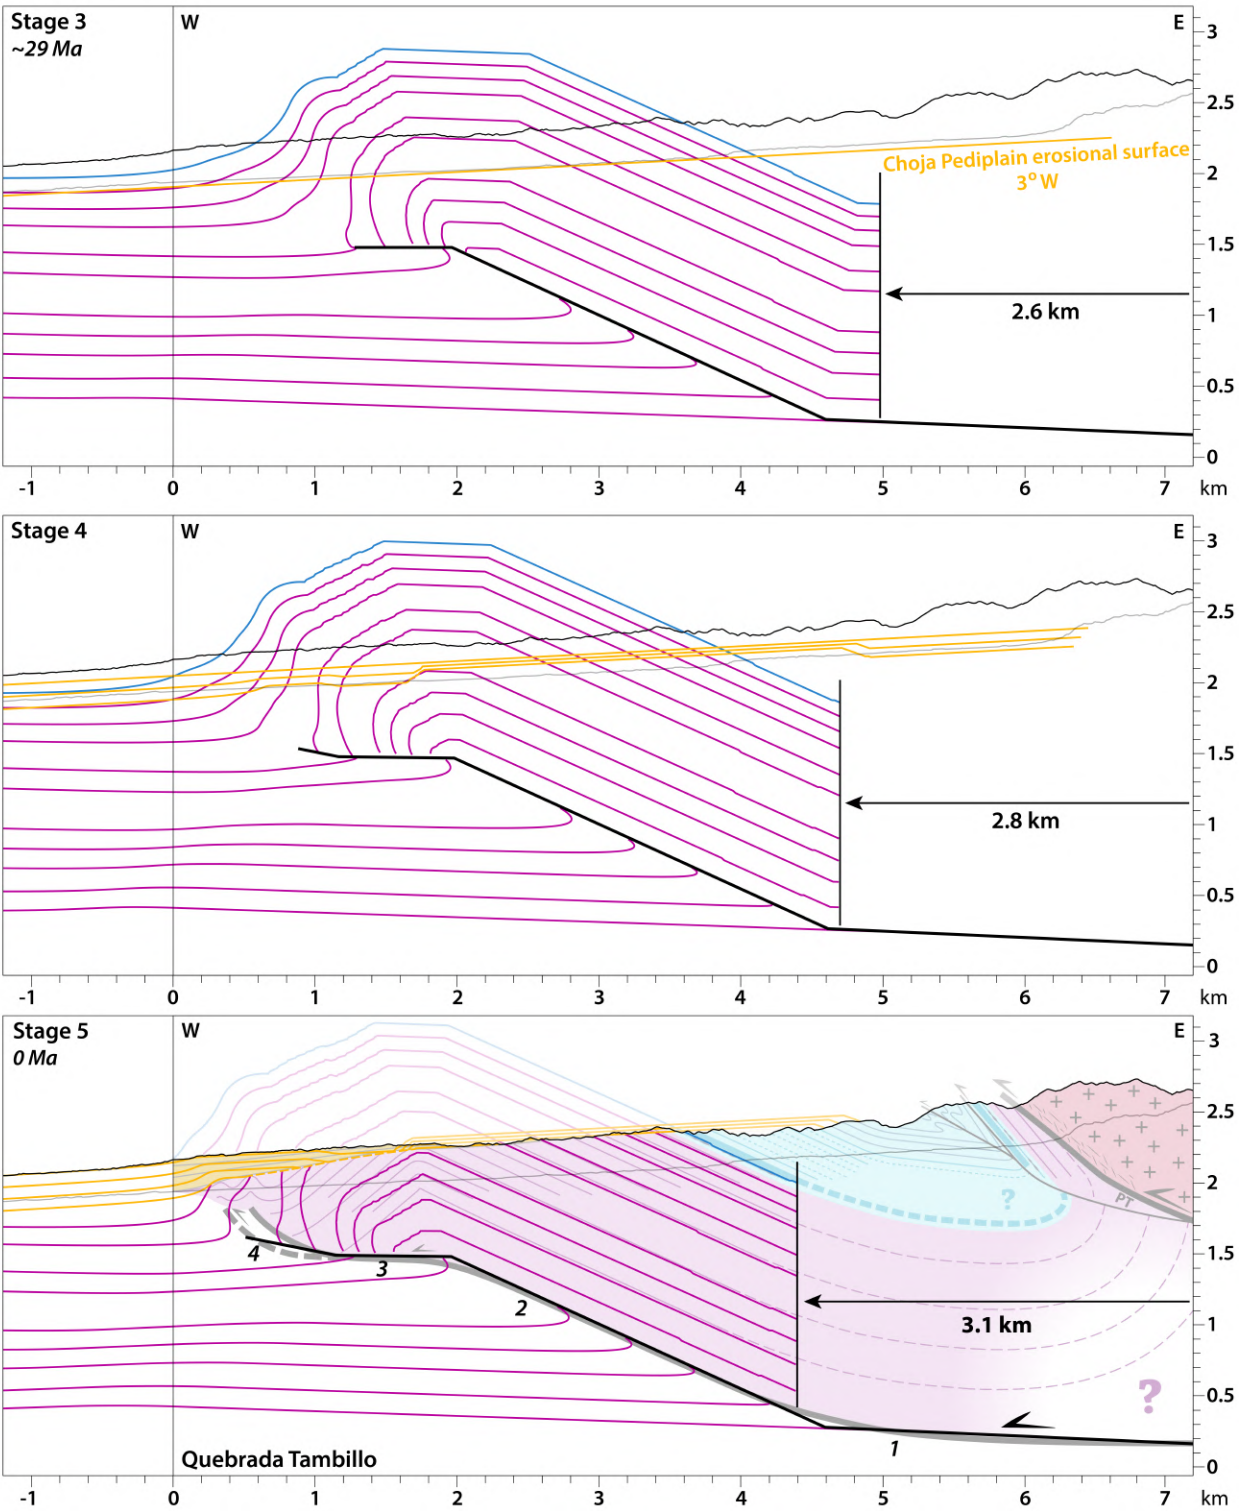 Stage 3
~29 Ma
W
E
3
2.5
Choja Pediplain erosional surface
3° W
2
1.5
2.6 km
1
0.5
0
-1 0 1 2 3 4 5 6 7 km
Stage 4
W
E
3
2.5
2
1.5
2.8 km
1
0.5
0
-1 0 1 2 3 4 5 6 7 km
Stage 5
0 Ma
W
E
3
2.5
2
?
PT
1.5
4
3
2
3.1 km
1
?
0.5
1
0
Quebrada Tambillo
-1 0 1 2 3 4 5 6 7 km